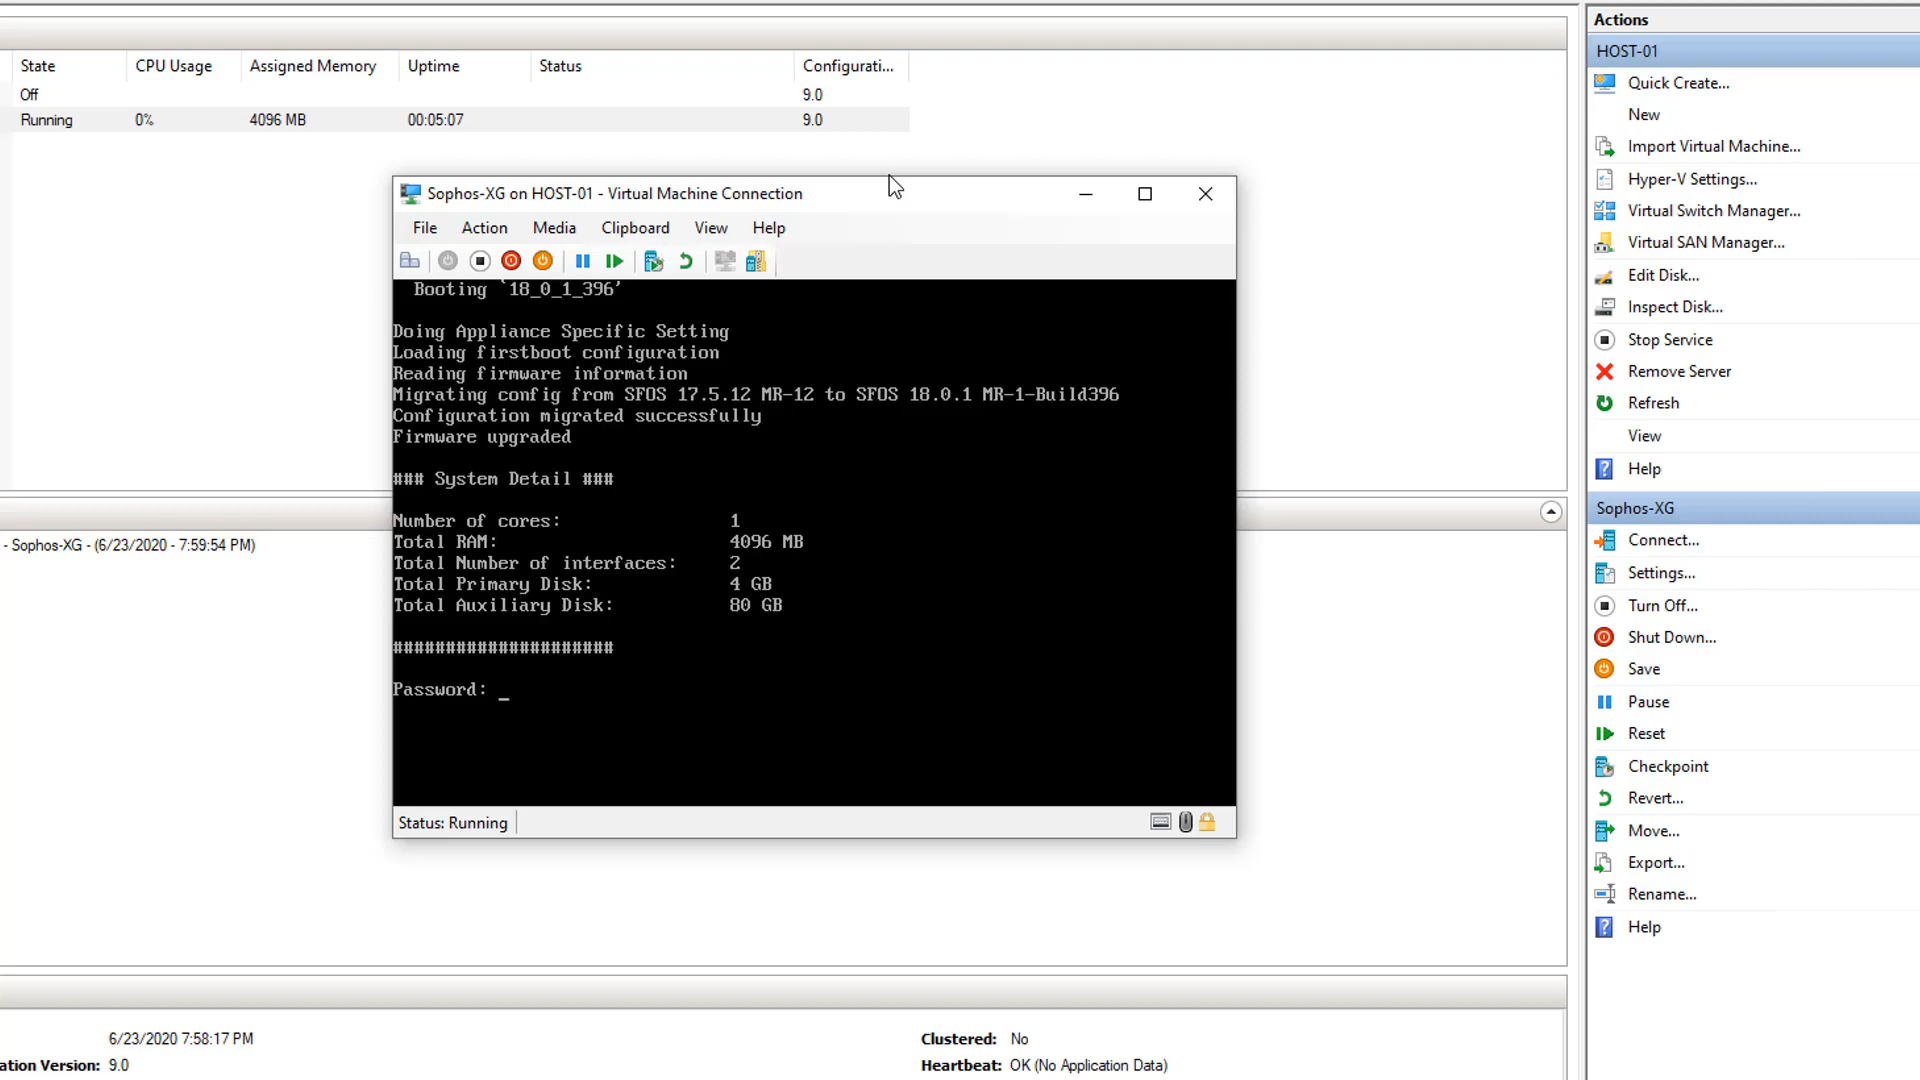 State CPU Usage Assigned Memory Uptime Status Configurati...
Off 9.0
Running 0% 4096 MB 00:05:07 9.0
Sophos-XG on HOST-01 - Virtual Machine Connection
File Action Media Clipboard View Help
Booting `18_0_1_396'
Doing Appliance Specific Setting
Loading firstboot configuration
Reading firmware information
Migrating config from SFOS 17.5.12 MR-12 to SFOS 18.0.1 MR-1-Build396
Configuration migrated successfully
Firmware upgraded
### System Detail ###
Number of cores: 1
Total RAM: 4096 MB
Total Number of interfaces: 2
Total Primary Disk: 4 GB
Total Auxiliary Disk: 80 GB
#####################
Password: _
Status: Running
- Sophos-XG - (6/23/2020 - 7:59:54 PM)
6/23/2020 7:58:17 PM Clustered: No
ation Version: 9.0 Heartbeat: OK (No Application Data)
Actions
HOST-01
Quick Create...
New
Import Virtual Machine...
Hyper-V Settings...
Virtual Switch Manager...
Virtual SAN Manager...
Edit Disk...
Inspect Disk...
Stop Service
Remove Server
Refresh
View
Help
Sophos-XG
Connect...
Settings...
Turn Off...
Shut Down...
Save
Pause
Reset
Checkpoint
Revert...
Move...
Export...
Rename...
Help